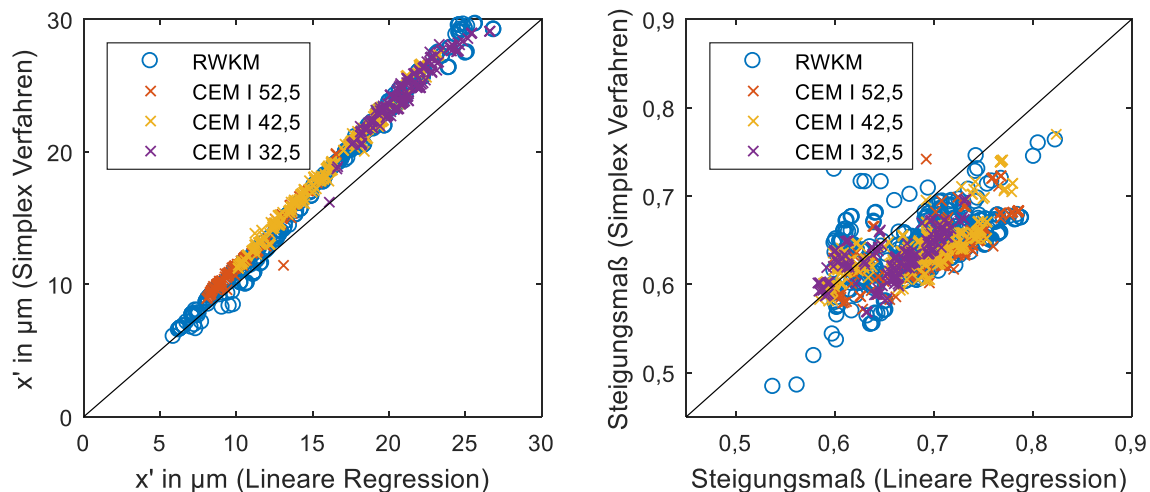 x' in µm (Simplex Verfahren)
30
20
10
0
RWKM
CEM I 52,5
CEM I 42,5
CEM I 32,5
0 5 10 15 20 25 30
x' in µm (Lineare Regression)
Steigungsmaß (Simplex Verfahren)
0,9
0,8
0,7
0,6
0,5
RWKM
CEM I 52,5
CEM I 42,5
CEM I 32,5
0,5 0,6 0,7 0,8 0,9
Steigungsmaß (Lineare Regression)